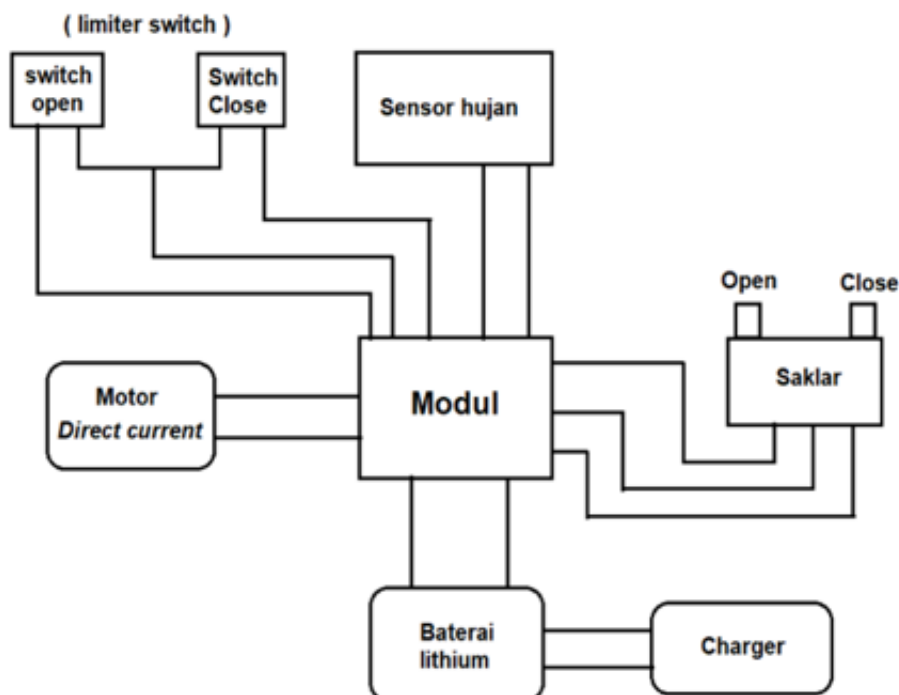 ( limiter switch )
switch
open
Switch
Close
Sensor hujan
Open
Close
Saklar
Motor
Direct current
Modul
Baterai
lithium
Charger